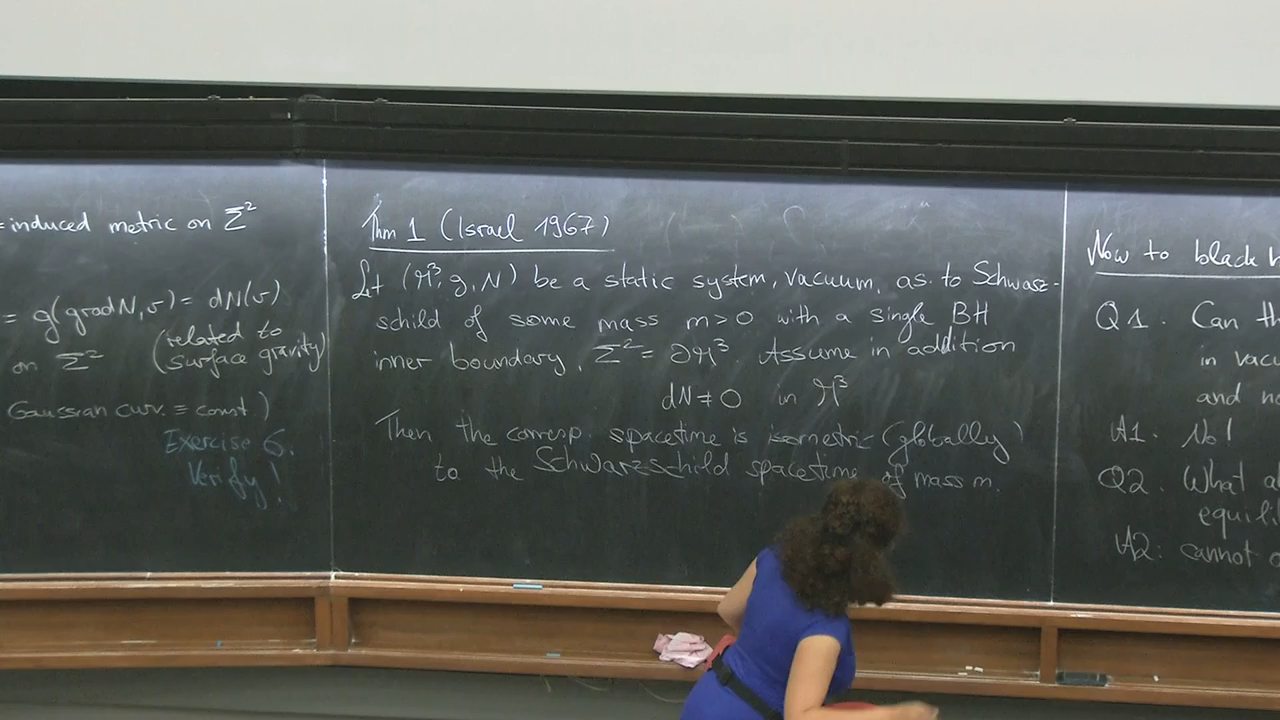 =induced metric on Σ²
= g(gradN, ν) = dN(ν)
on Σ² (related to surface gravity)
Gaussian curv. ≡ const)
Exercise 6.
Verify!
Thm 1 (Israel 1967)
Let (M³, g, N) be a static system, vacuum, as. to Schwarz-
schild of some mass m>0 with a single BH
inner boundary, Σ² = ∂M³. Assume in addition
dN≠0 in M³
Then the corresp. spacetime is isometric (globally)
to the Schwarzschild spacetime of mass m.
Now to black h
Q1. Can th
in vacu
and no
A1. No!
Q2. What a
equili
A2: cannot